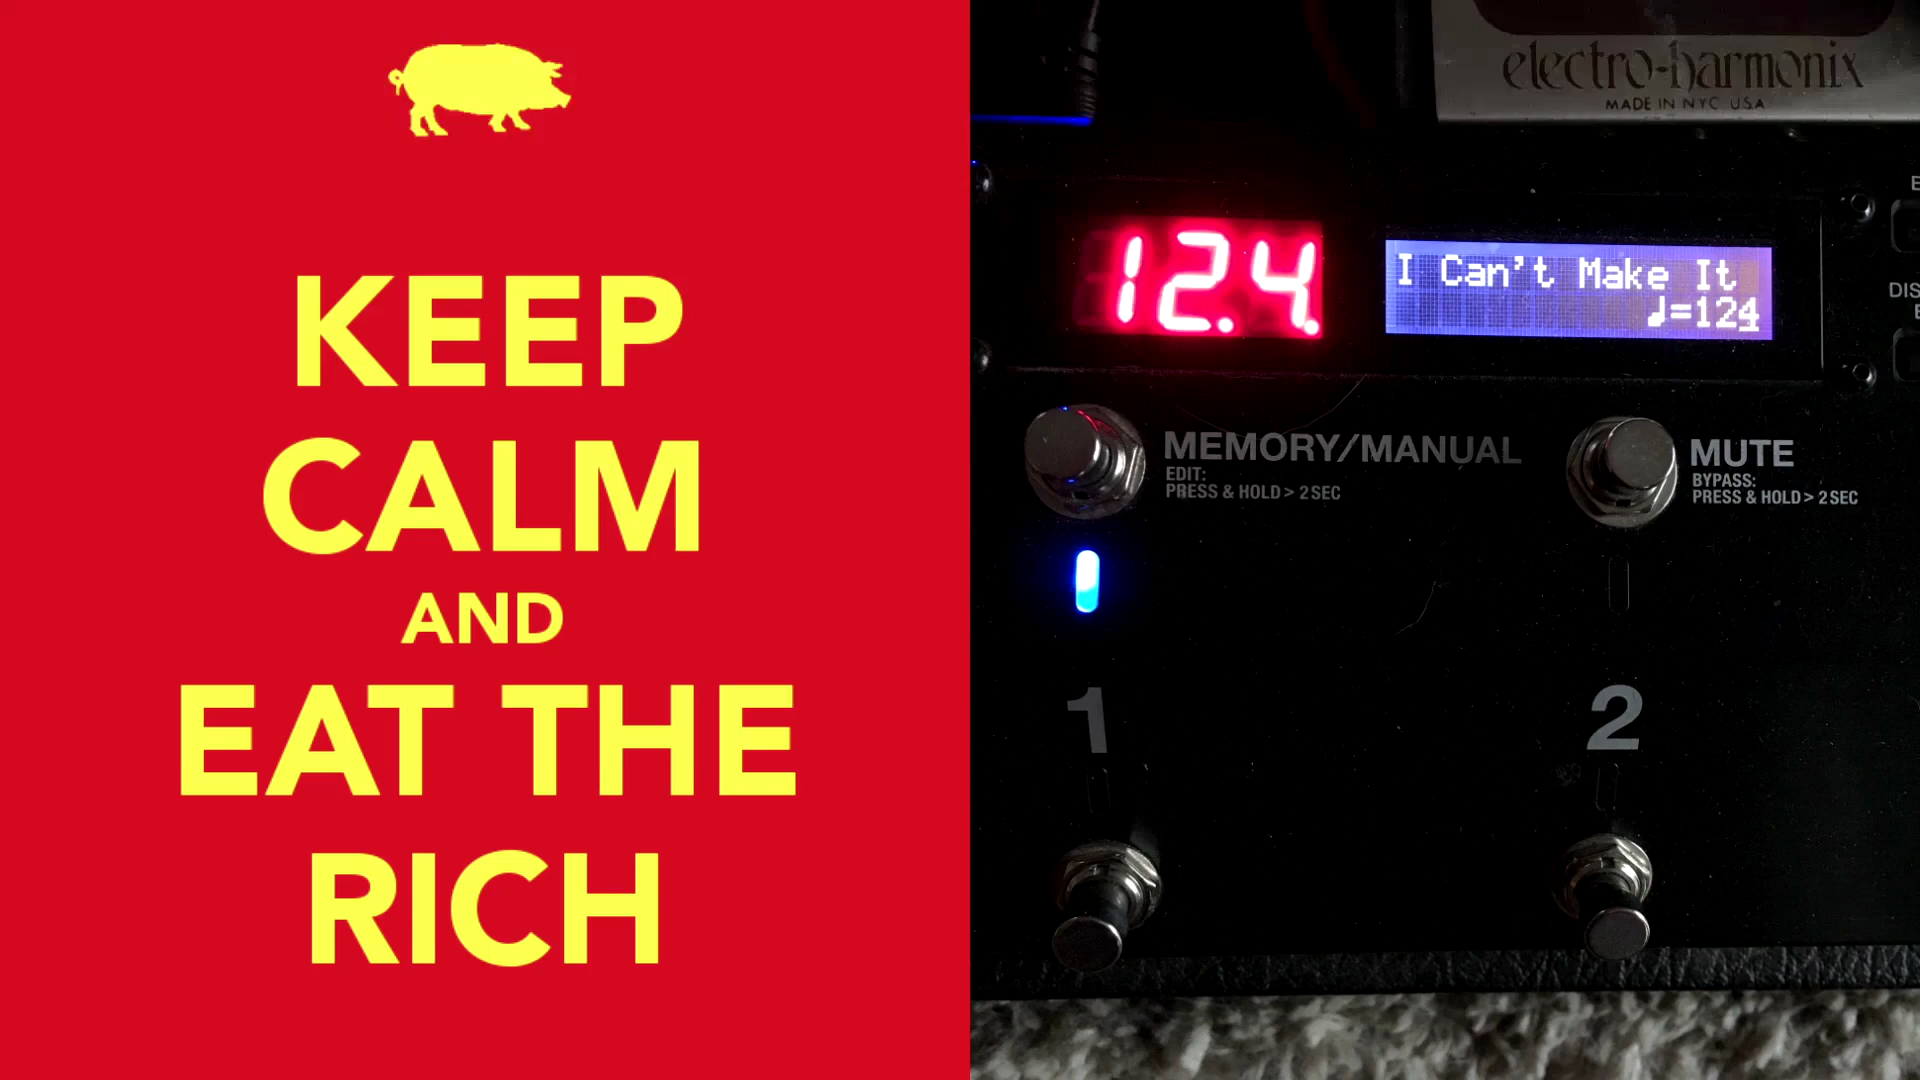 KEEP
CALM
AND
EAT THE
RICH
electro-harmonix
MADE IN NYC USA
12.4.
I Can't Make It
♩=124
MEMORY/MANUAL
EDIT:
PRESS & HOLD > 2 SEC
MUTE
BYPASS:
PRESS & HOLD > 2 SEC
DIS
1
2